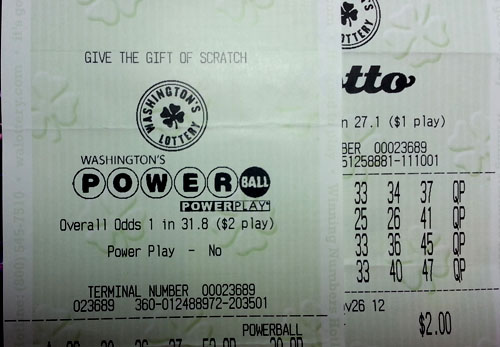 GIVE THE GIFT OF SCRATCH
WASHINGTON'S LOTTERY
WASHINGTON'S
POWERBALL
POWERPLAY
Overall Odds 1 in 31.8 ($2 play)
Power Play - No
TERMINAL NUMBER 00023689
023689 360-012488972-203501
POWERBALL
LOTTERY
tto
n 27.1 ($1 play)
BER 00023689
51258881-111001
33 34 37 QP
25 26 41 QP
33 36 45 QP
33 40 47 QP
v26 12
$2.00